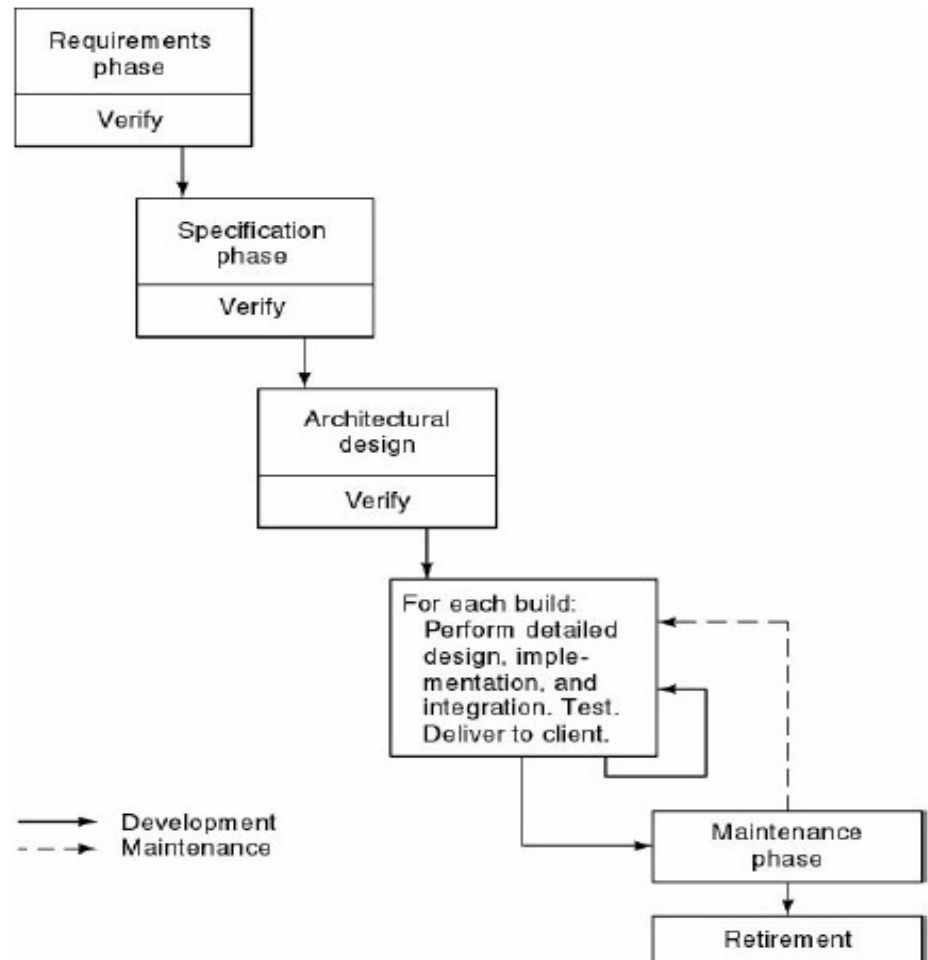 Requirements
phase
Verify
Specification
phase
Verify
Architectural
design
Verify
For each build:
Perform detailed
design, imple-
mentation, and
integration. Test.
Deliver to client.
Development
Maintenance
Maintenance
phase
Retirement